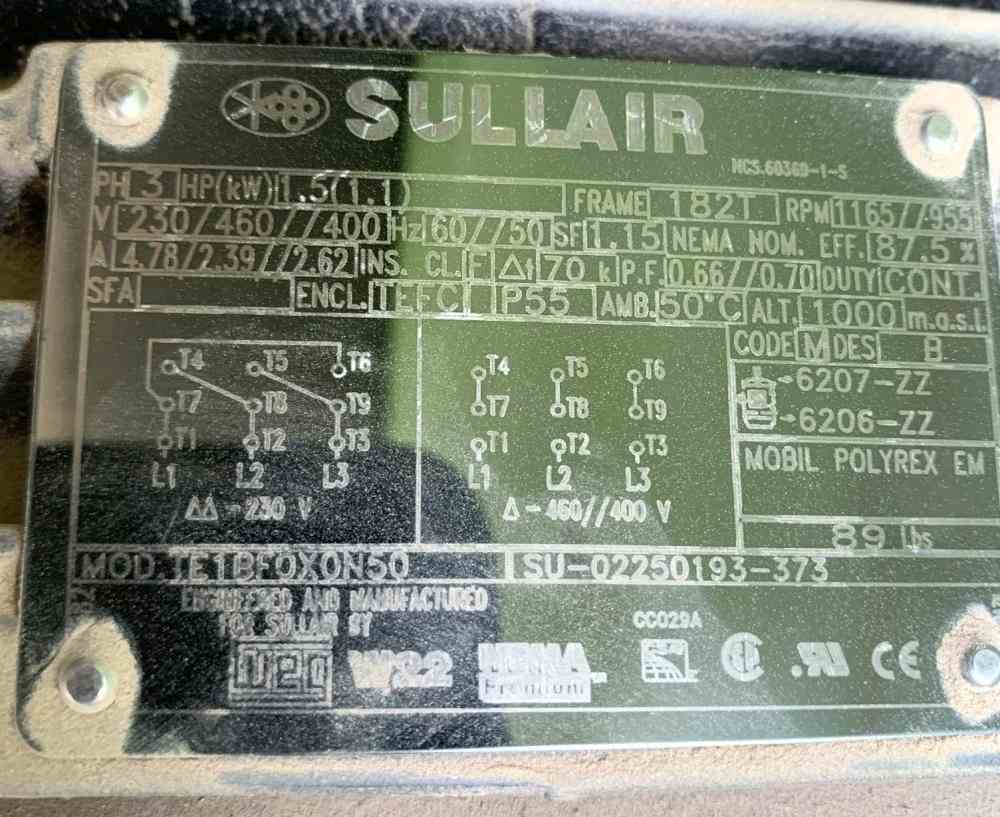 SULLAIR
NCS.60369-1-S
PH 3 HP(kW) 1.5(1.1) FRAME 182T RPM 1165//955
V 230/460//400 Hz 60//50 SF 1.15 NEMA NOM. EFF. 87.5 %
A 4.78/2.39//2.62 INS. CL. F Δt 70 k P.F. 0.66//0.70 DUTY CONT.
SFA ENCL. TEFC IP55 AMB. 50°C ALT. 1000 m.a.s.l.
CODE M DES B
T4 T5 T6 T4 T5 T6
6207-ZZ
T7 T8 T9 T7 T8 T9
6206-ZZ
T1 T2 T3 T1 T2 T3
L1 L2 L3 L1 L2 L3
MOBIL POLYREX EM
ΔΔ - 230 V Δ - 460//400 V
89 Lbs
MOD. TE1BF0X0N50 SU-02250193-373
ENGINEERED AND MANUFACTURED
FOR SULLAIR BY
CC029A
WEG W22 NEMA Premium CE